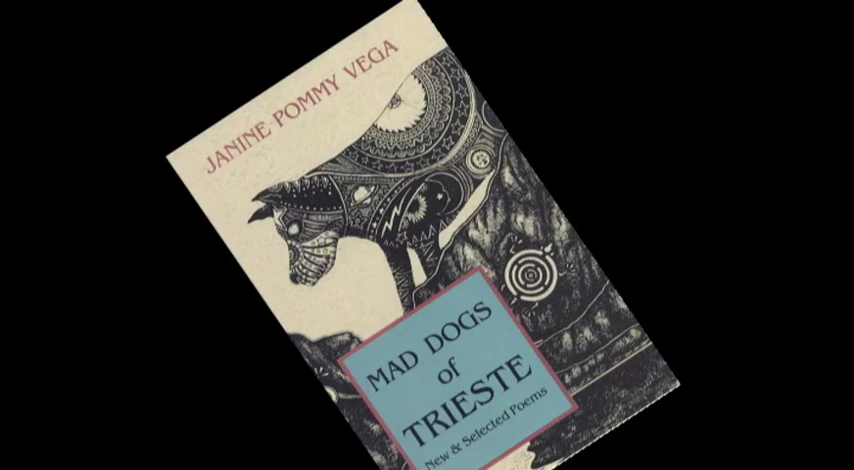 JANINE POMMY VEGA
MAD DOGS
of
TRIESTE
New & Selected Poems